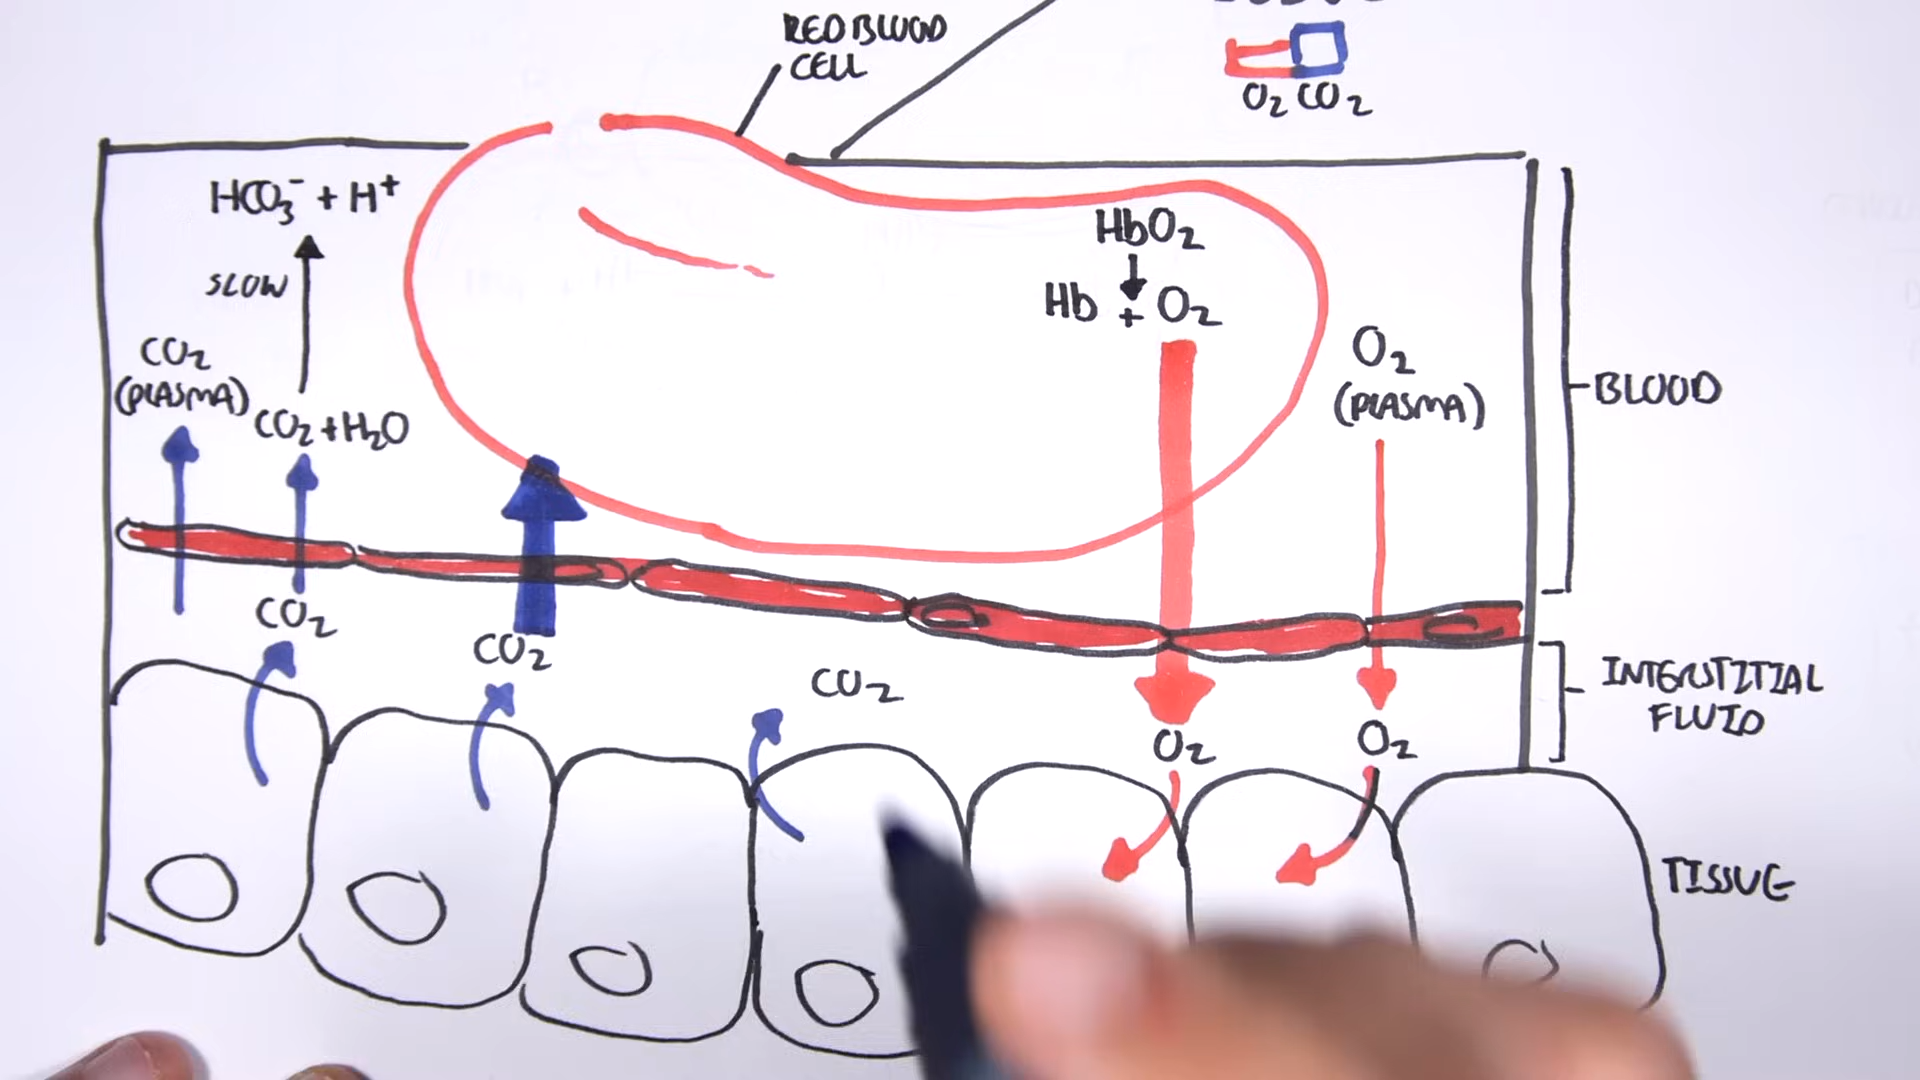 RED BLOOD
CELL
O₂ CO₂
HCO₃⁻ + H⁺
SLOW
CO₂
(PLASMA)
CO₂+H₂O
HbO₂
Hb + O₂
O₂
(PLASMA)
BLOOD
CO₂
CO₂
CO₂
O₂
O₂
INTERSTITIAL
FLUID
TISSUE